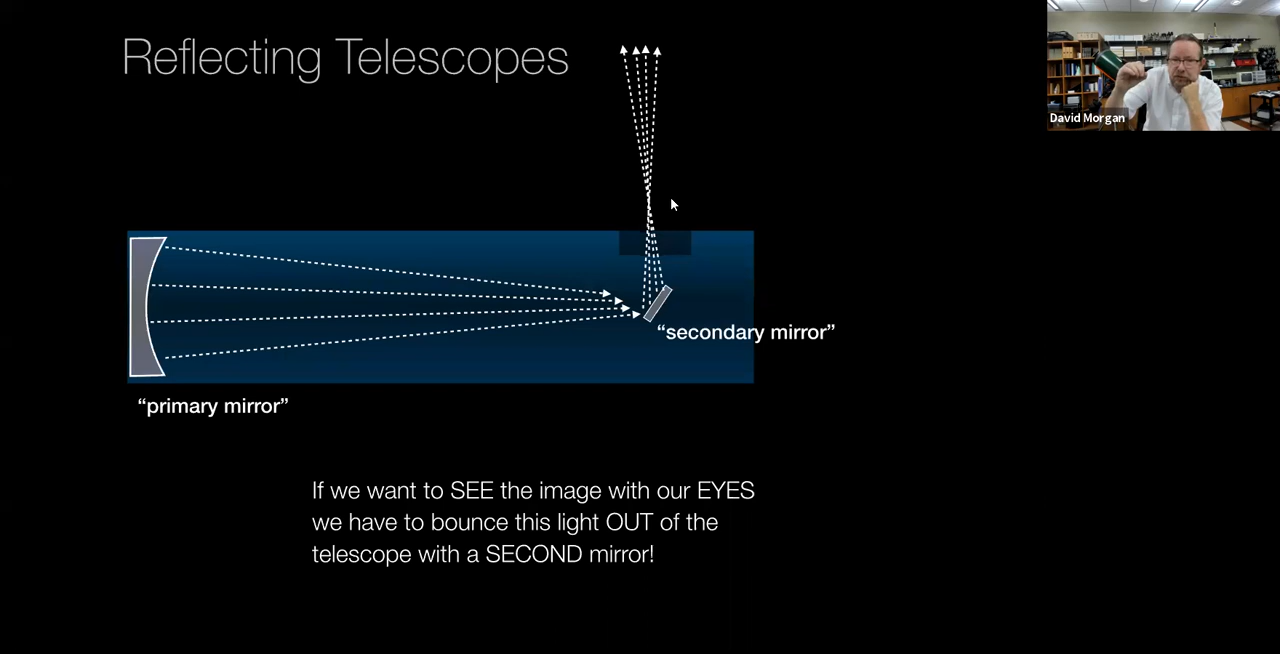 Reflecting Telescopes
David Morgan
“secondary mirror”
“primary mirror”
If we want to SEE the image with our EYES
we have to bounce this light OUT of the
telescope with a SECOND mirror!